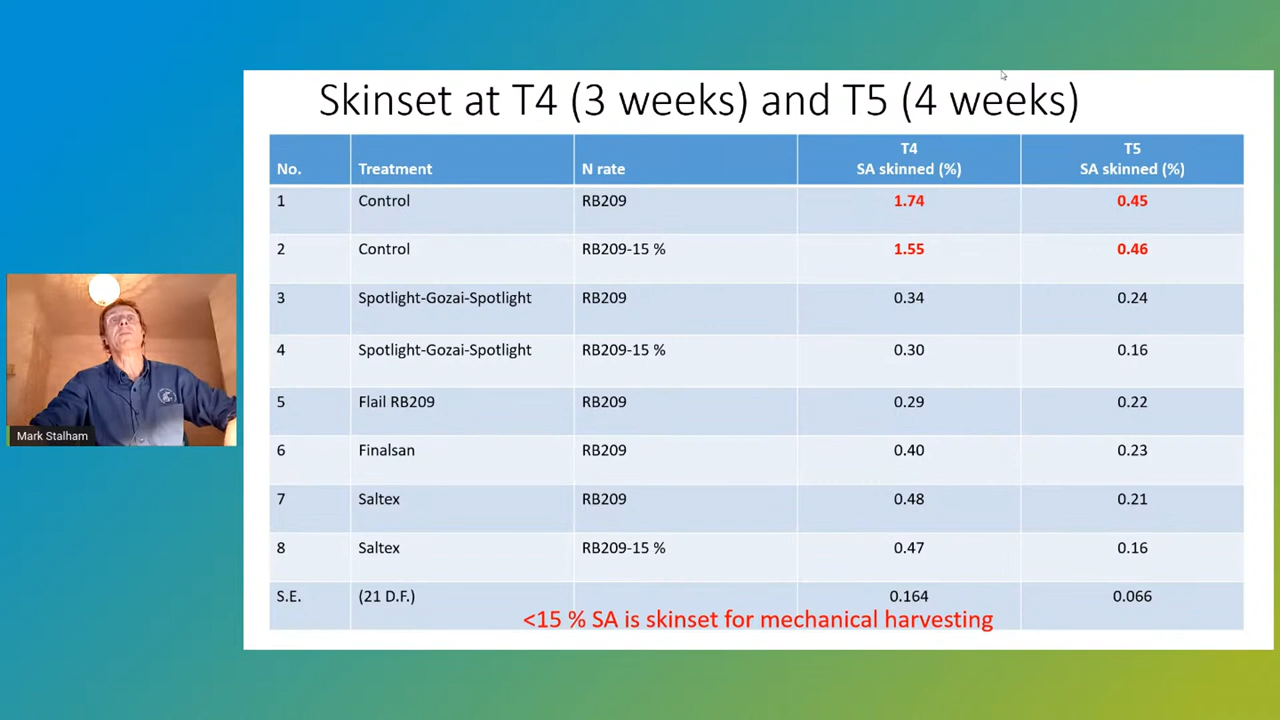 Skinset at T4 (3 weeks) and T5 (4 weeks)
No. Treatment N rate T4 SA skinned (%) T5 SA skinned (%)
1 Control RB209 1.74 0.45
2 Control RB209-15 % 1.55 0.46
3 Spotlight-Gozai-Spotlight RB209 0.34 0.24
4 Spotlight-Gozai-Spotlight RB209-15 % 0.30 0.16
5 Flail RB209 RB209 0.29 0.22
6 Finalsan RB209 0.40 0.23
7 Saltex RB209 0.48 0.21
8 Saltex RB209-15 % 0.47 0.16
S.E. (21 D.F.) 0.164 0.066
<15 % SA is skinset for mechanical harvesting
Mark Stalham